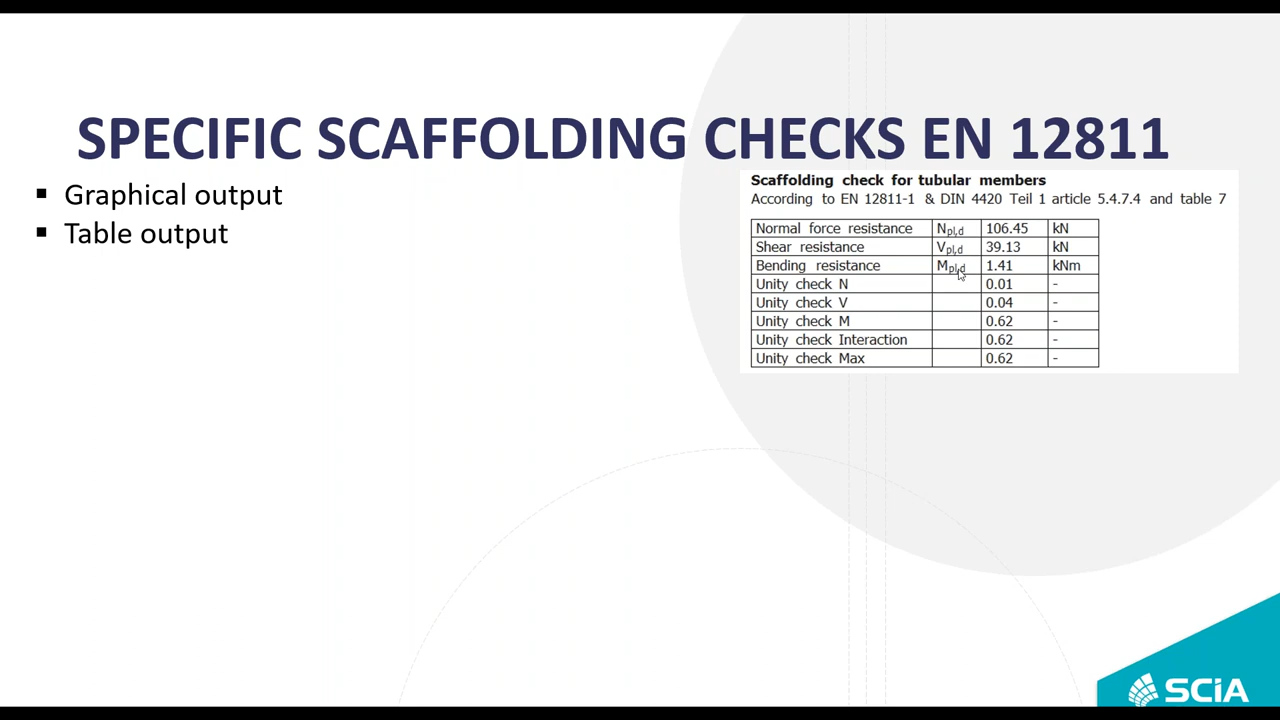 SPECIFIC SCAFFOLDING CHECKS EN 12811
▪ Graphical output
▪ Table output
Scaffolding check for tubular members
According to EN 12811-1 & DIN 4420 Teil 1 article 5.4.7.4 and table 7
Normal force resistance Npl,d 106.45 kN
Shear resistance Vpl,d 39.13 kN
Bending resistance Mpl,d 1.41 kNm
Unity check N 0.01 -
Unity check V 0.04 -
Unity check M 0.62 -
Unity check Interaction 0.62 -
Unity check Max 0.62 -
SCiA